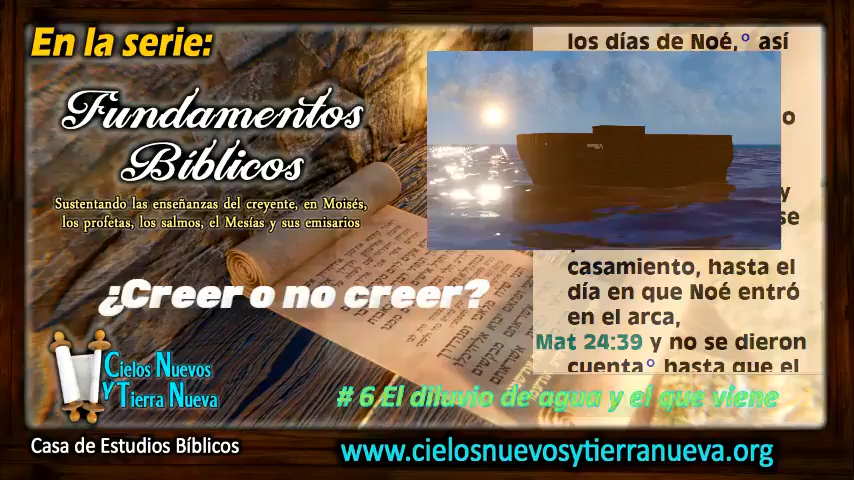 En la serie:
Fundamentos
Bíblicos
Sustentando las enseñanzas del creyente, en Moisés,
los profetas, los salmos, el Mesías y sus emisarios
¿Creer o no creer?
los días de Noé,° así
o
y
se
casamiento, hasta el
día en que Noé entró
en el arca,
Mat 24:39 y no se dieron
cuenta° hasta que el
Cielos Nuevos
Y Tierra Nueva
# 6 El diluvio de agua y el que viene
Casa de Estudios Bíblicos
www.cielosnuevosytierranueva.org